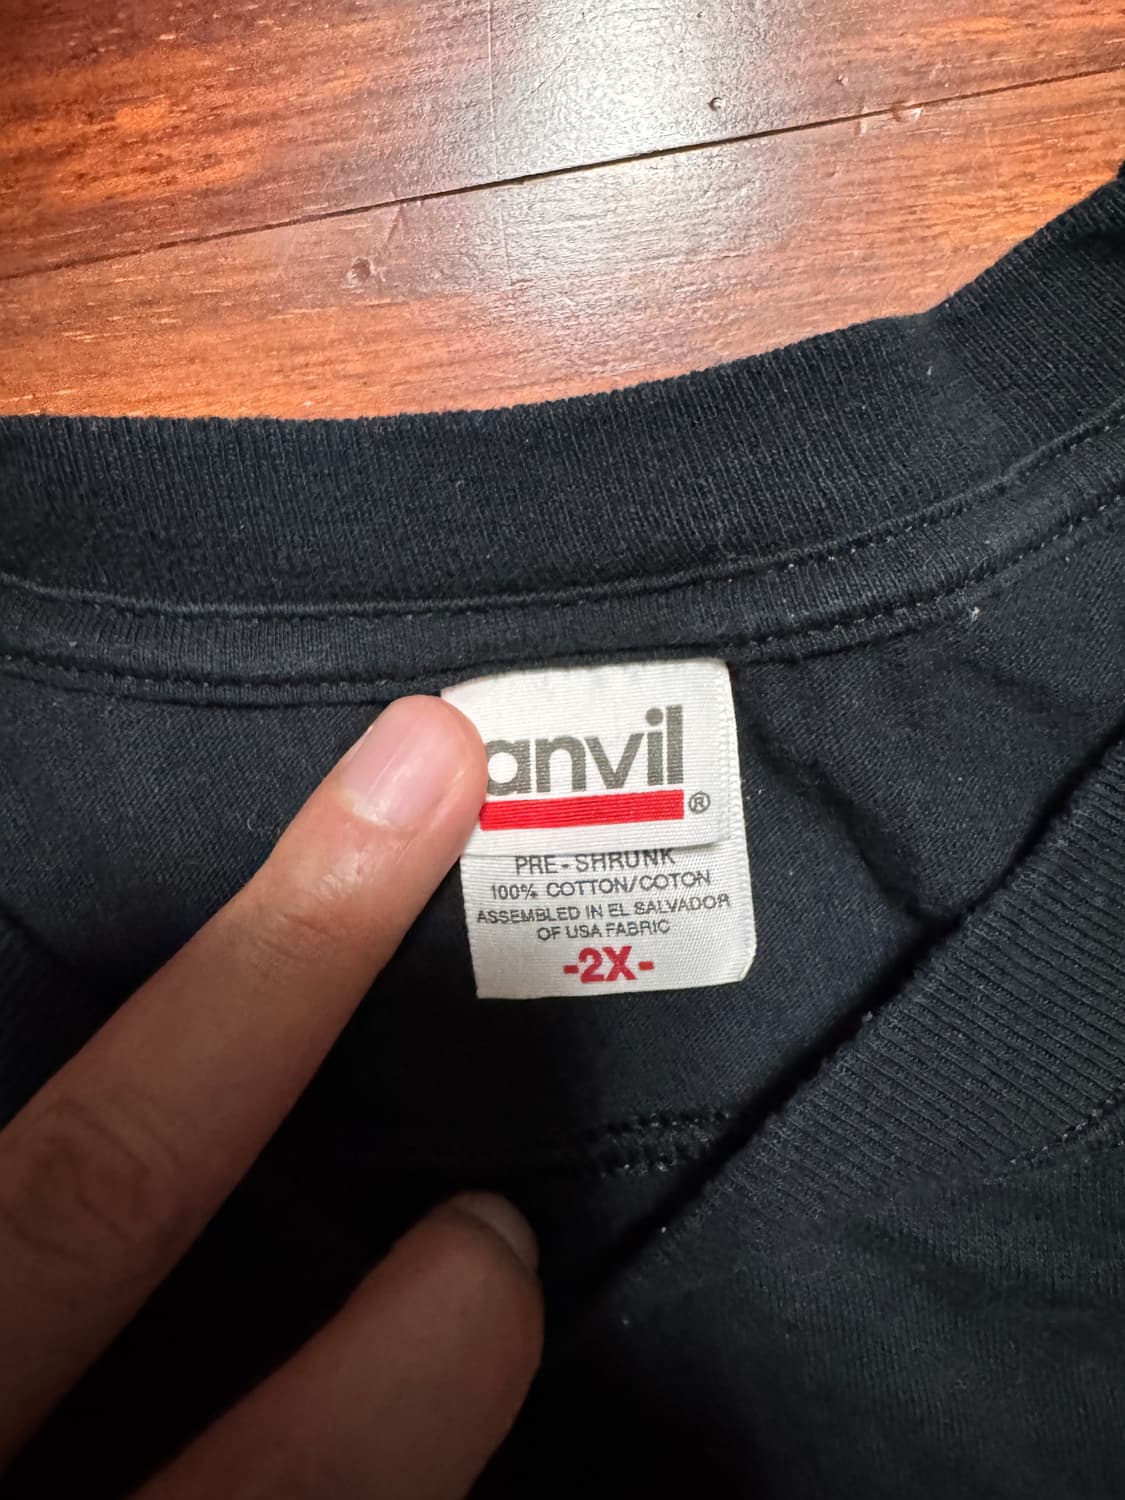 anvil
®
PRE-SHRUNK
100% COTTON/COTON
ASSEMBLED IN EL SALVADOR
OF USA FABRIC
-2X-